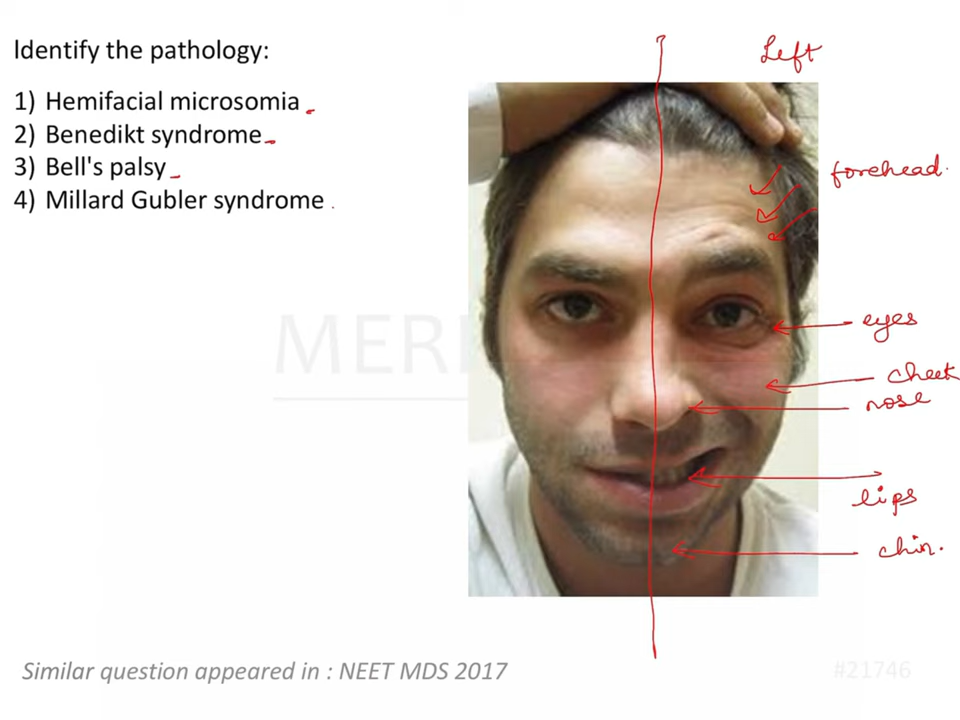 Identify the pathology:
1) Hemifacial microsomia
2) Benedikt syndrome
3) Bell's palsy
4) Millard Gubler syndrome
Left
forehead.
eyes
cheek
nose
lips
chin.
Similar question appeared in : NEET MDS 2017
#21746